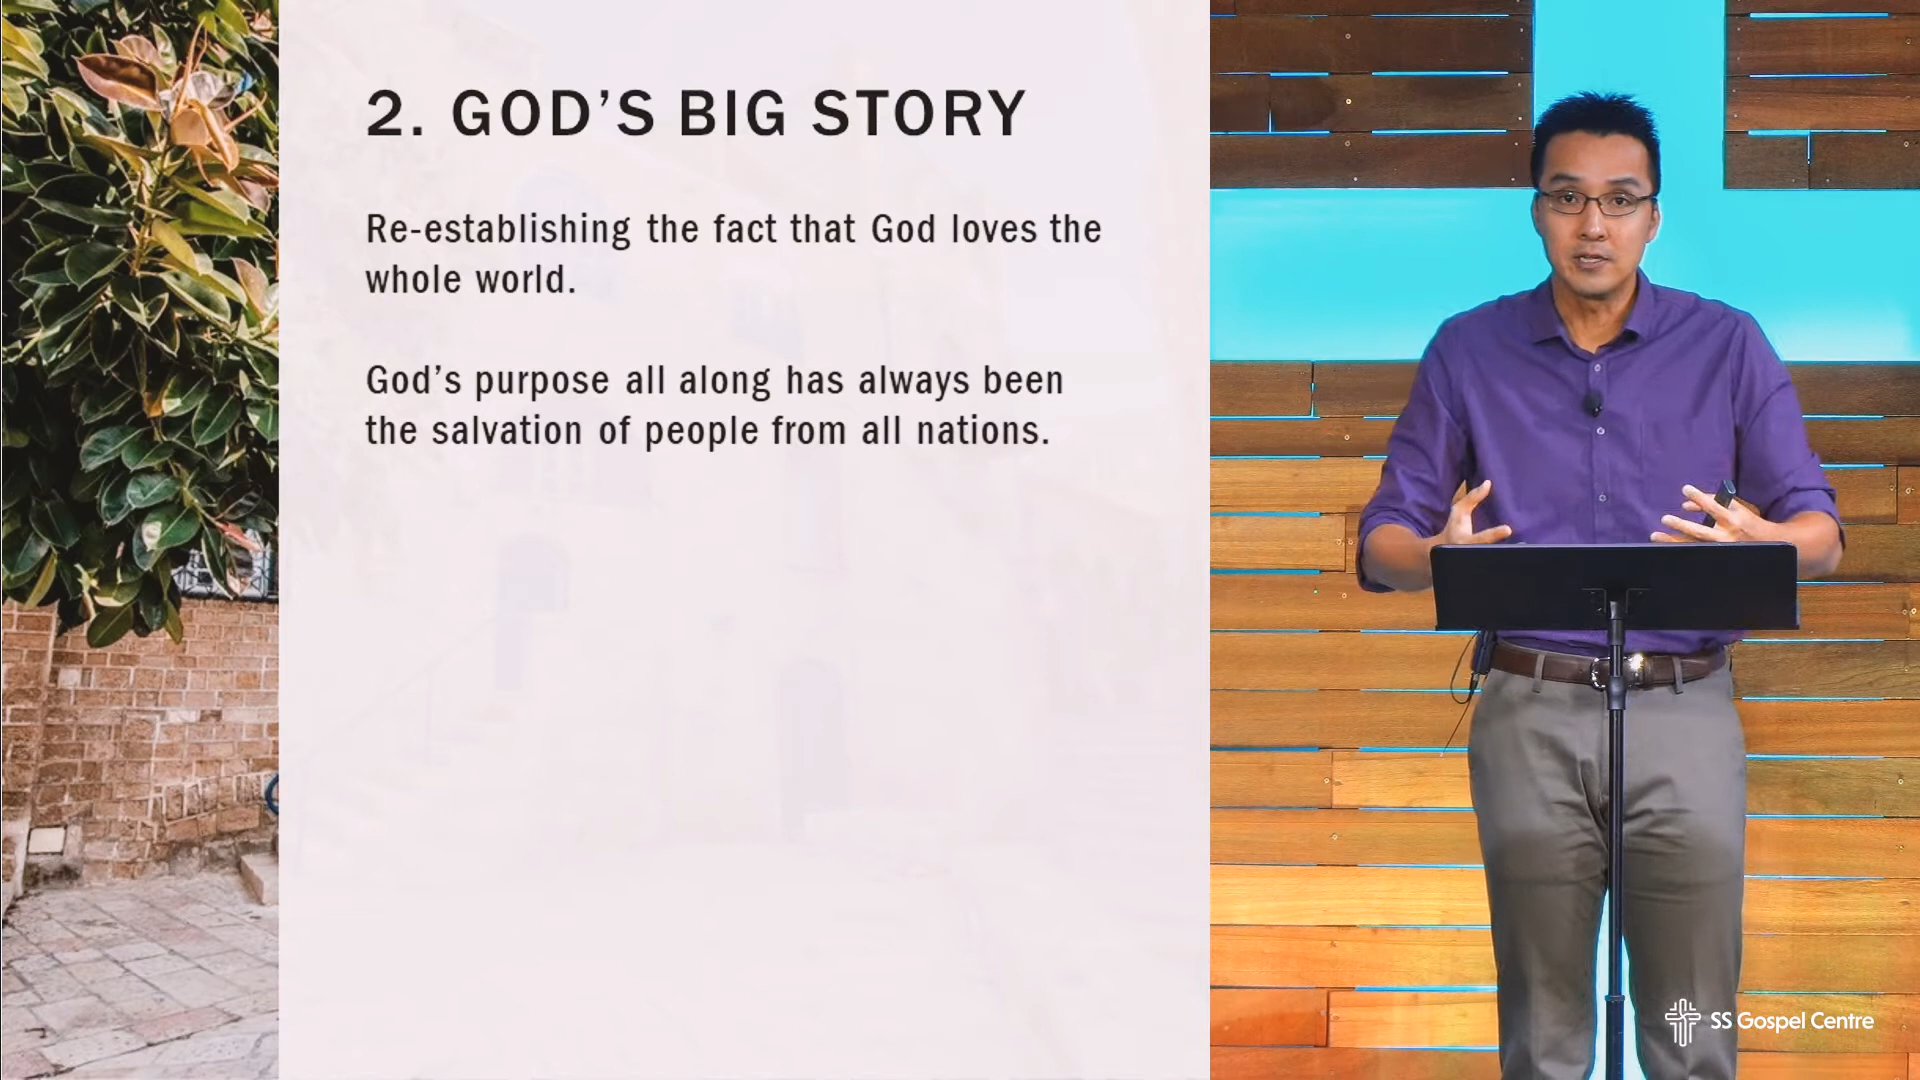 2. GOD’S BIG STORY
Re-establishing the fact that God loves the
whole world.
God’s purpose all along has always been
the salvation of people from all nations.
SS Gospel Centre